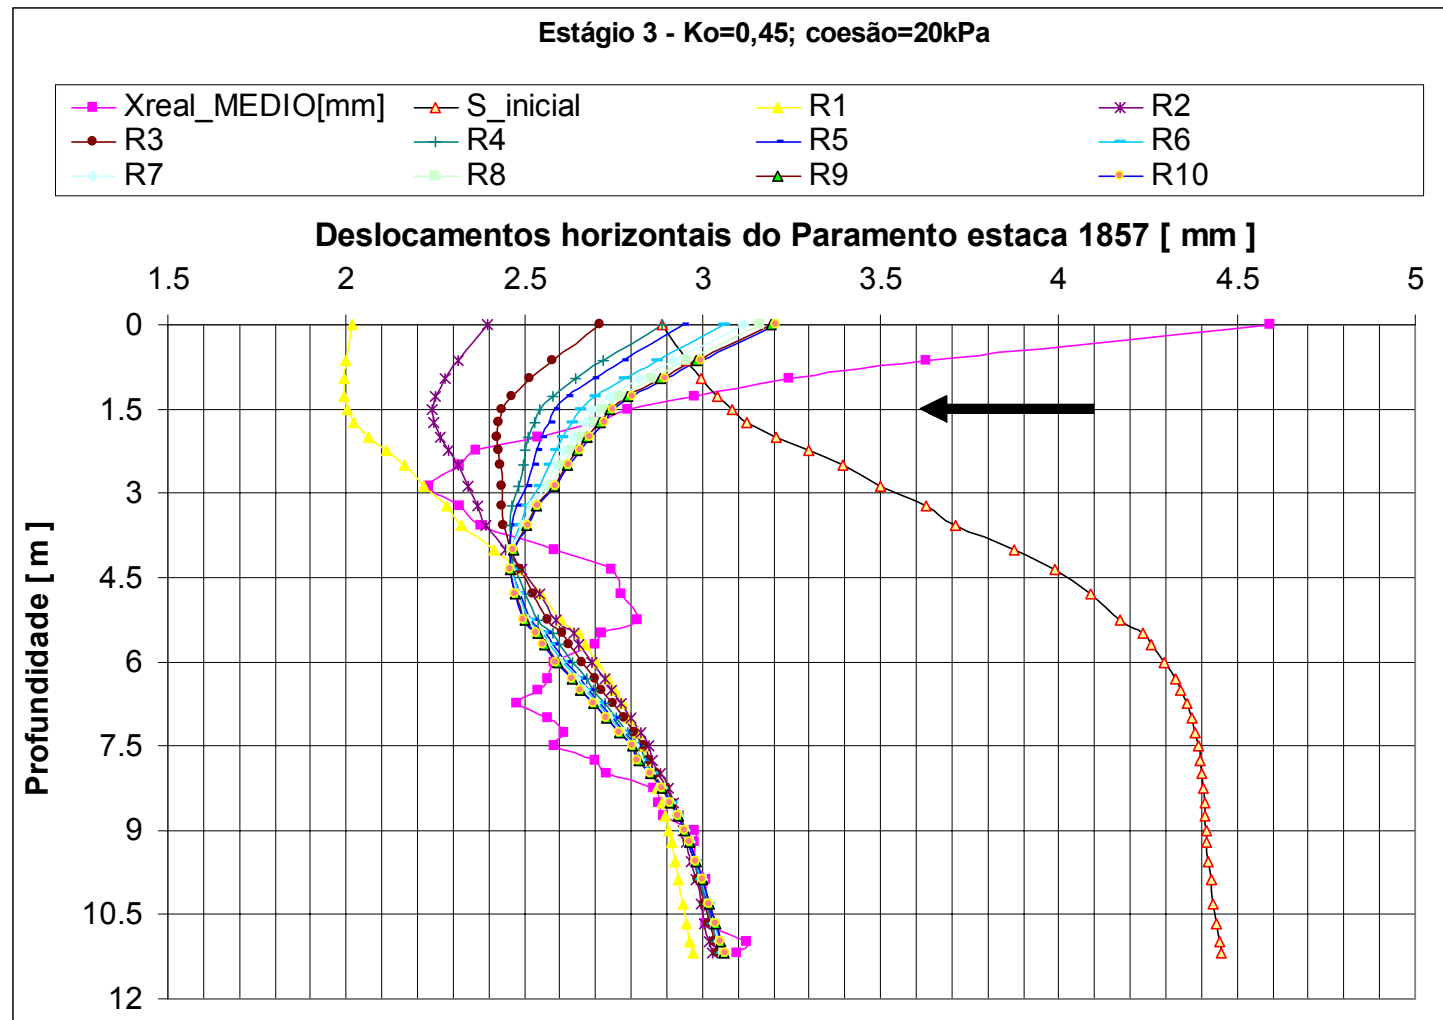 Estágio 3 - Ko=0,45; coesão=20kPa
Xreal_MEDIO[mm] S_inicial R1 R2
R3 R4 R5 R6
R7 R8 R9 R10
Deslocamentos horizontais do Paramento estaca 1857 [ mm ]
1.5 2 2.5 3 3.5 4 4.5 5
0
1.5
3
4.5
6
7.5
9
10.5
12
Profundidade [ m ]